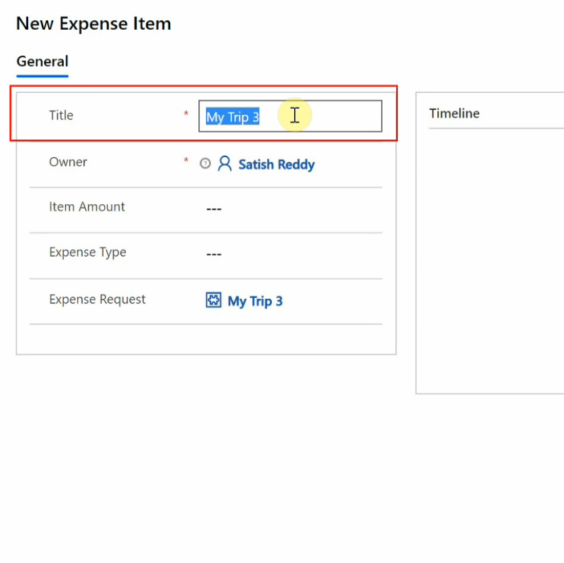 New Expense Item
General
Title * My Trip 3
Timeline
Owner * Satish Reddy
Item Amount ---
Expense Type ---
Expense Request My Trip 3